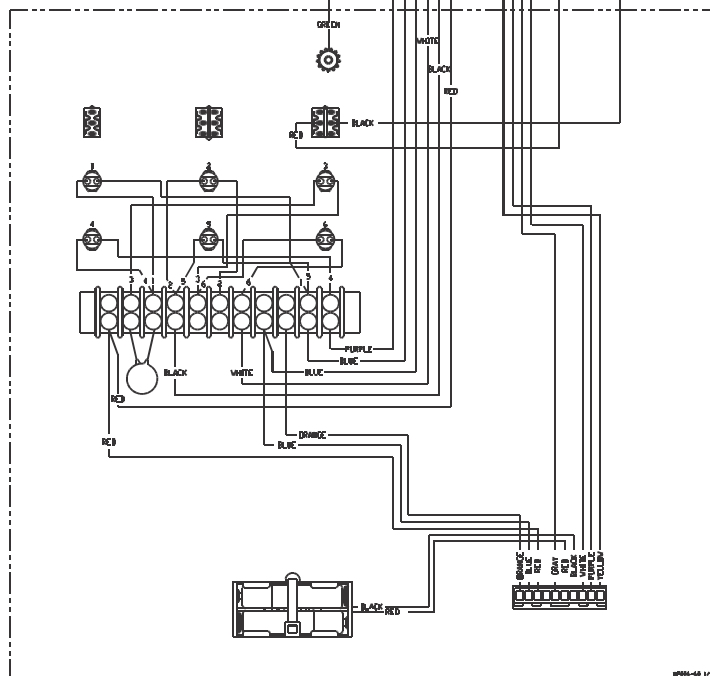 GREEN
WHITE
BLACK
RED
BLACK
RED
1 2 3
4 5 6
3 4 1 2 5 3 6 2 6 5 4
PURPLE
BLUE
BLACK WHITE BLUE
RED
ORANGE
RED BLUE
ORANGE BLUE RED GRAY RED BLACK WHITE PURPLE YELLOW
BLACK
RED